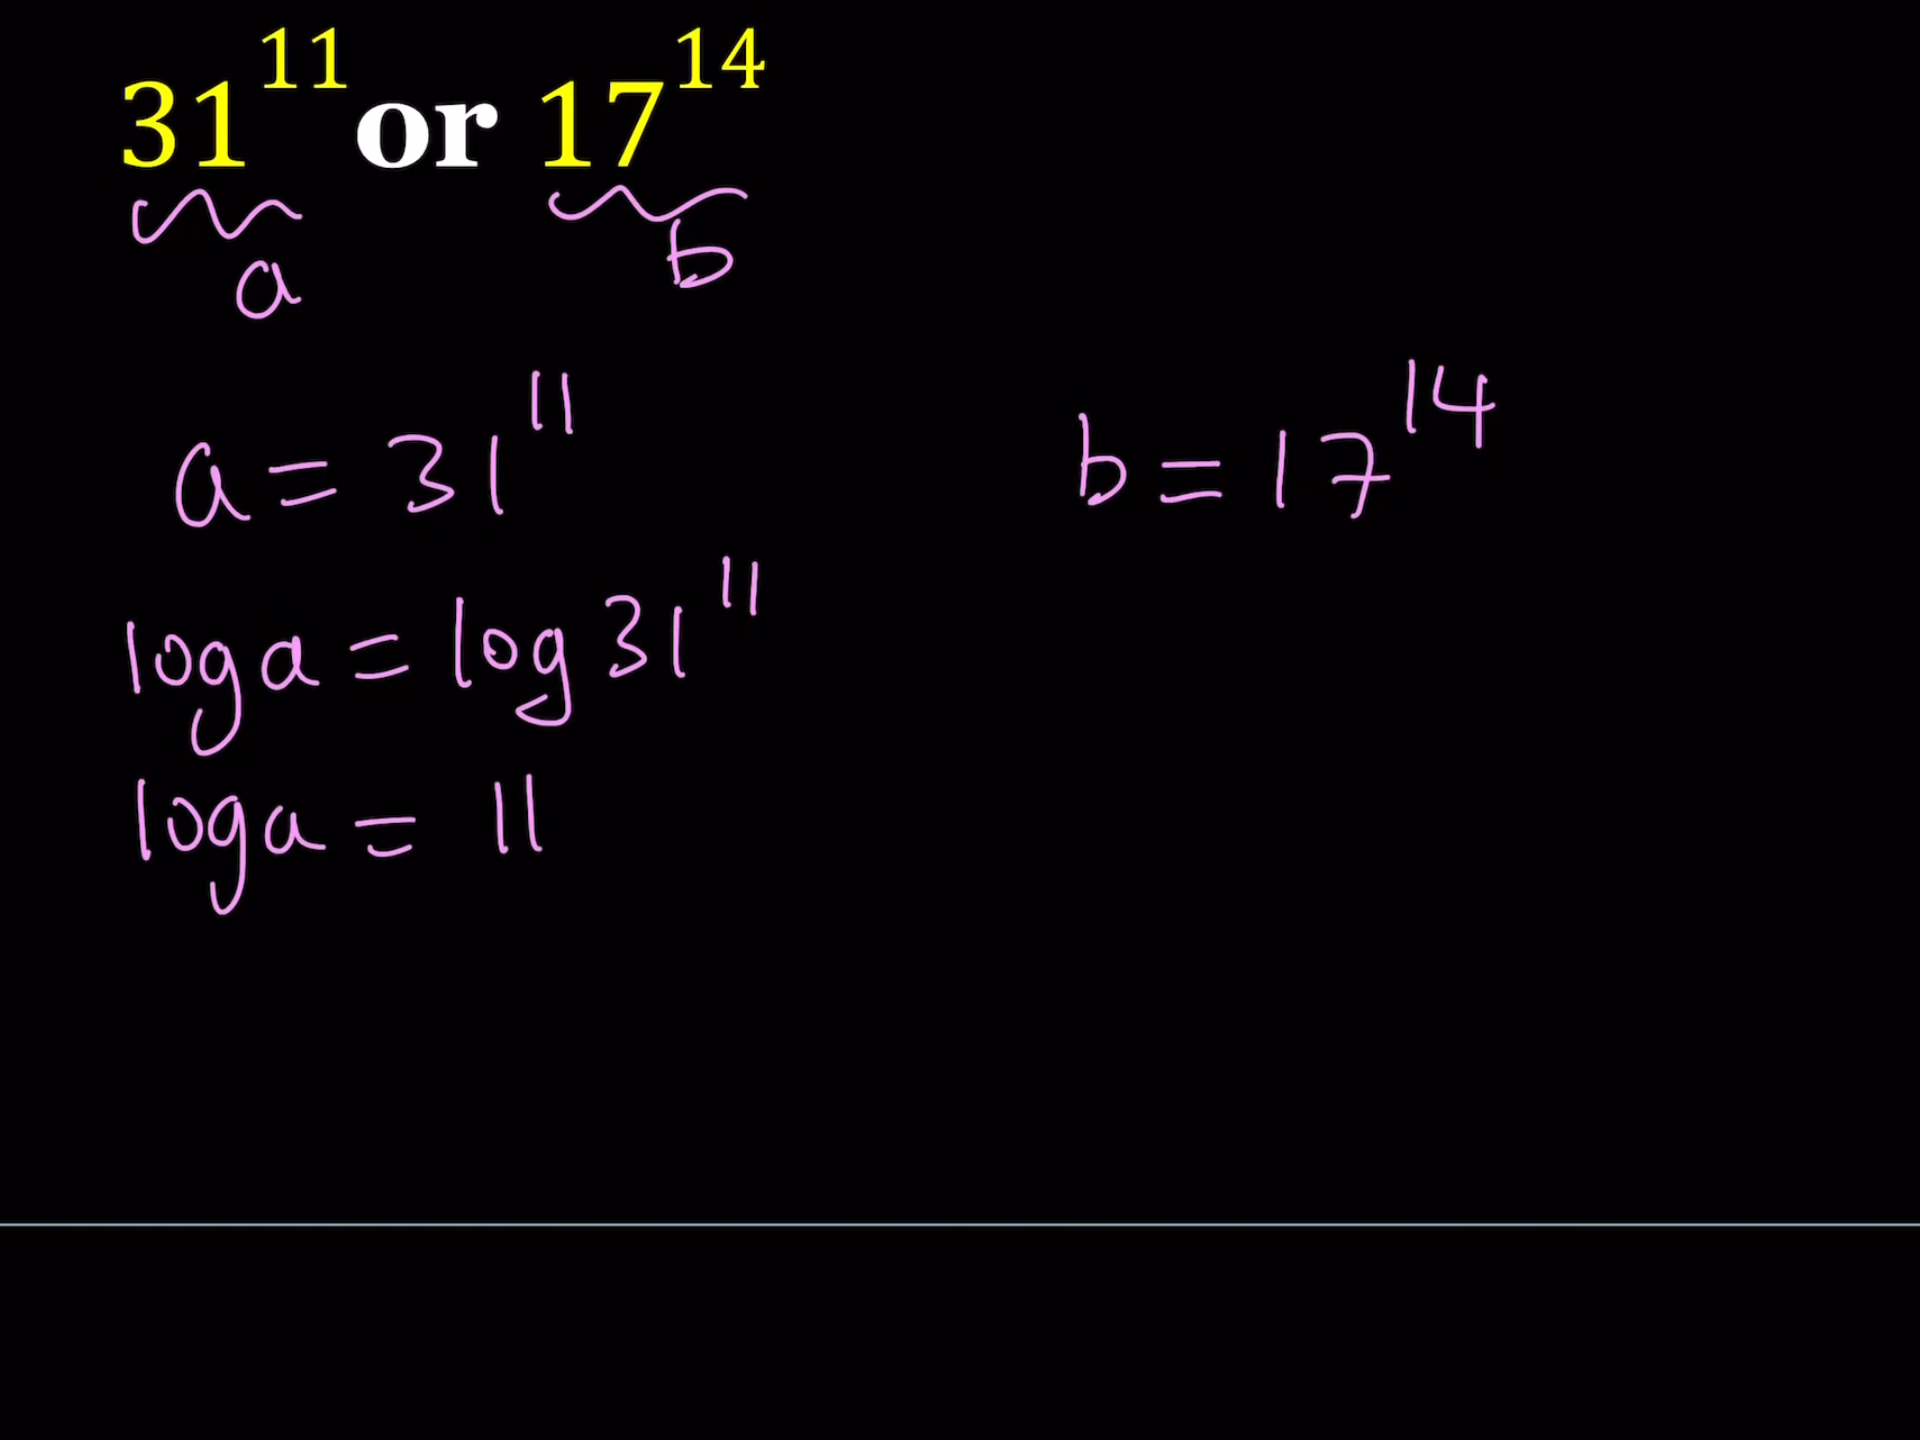 31^11 or 17^14
a b
a = 31^11 b = 17^14
log a = log 31^11
log a = 11